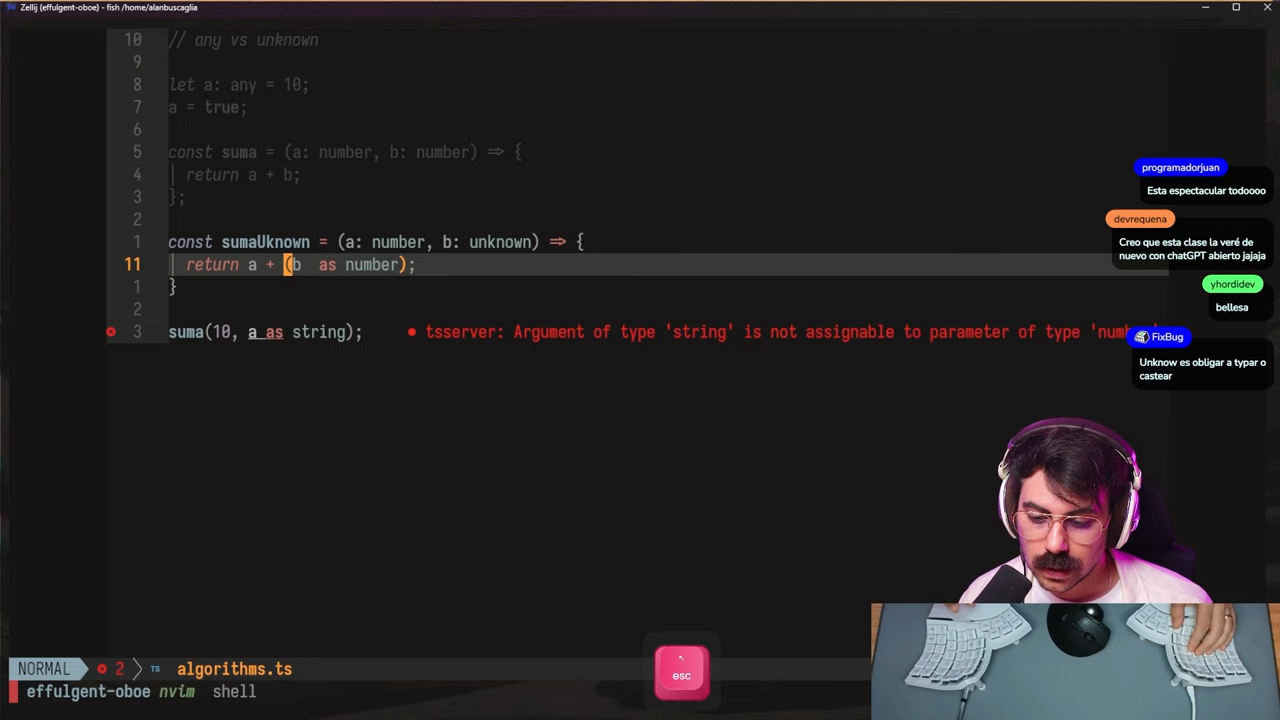 Zellij (effulgent-oboe) - fish /home/alanbuscaglia
10 // any vs unknown
9
8 let a: any = 10;
7 a = true;
6
5 const suma = (a: number, b: number) => {
4 return a + b;
3 };
2
1 const sumaUknown = (a: number, b: unknown) => {
11 return a + (b  as number);
1 }
2
3 suma(10, a as string); ● tsserver: Argument of type 'string' is not assignable to parameter of type
programadorjuan
Esta espectacular todoooo
devrequena
Creo que esta clase la veré de
nuevo con chatGPT abierto jajaja
yhordidev
bellesa
FixBug
Unknow es obligar a typar o
castear
esc
NORMAL 2 TS algorithms.ts
effulgent-oboe nvim shell